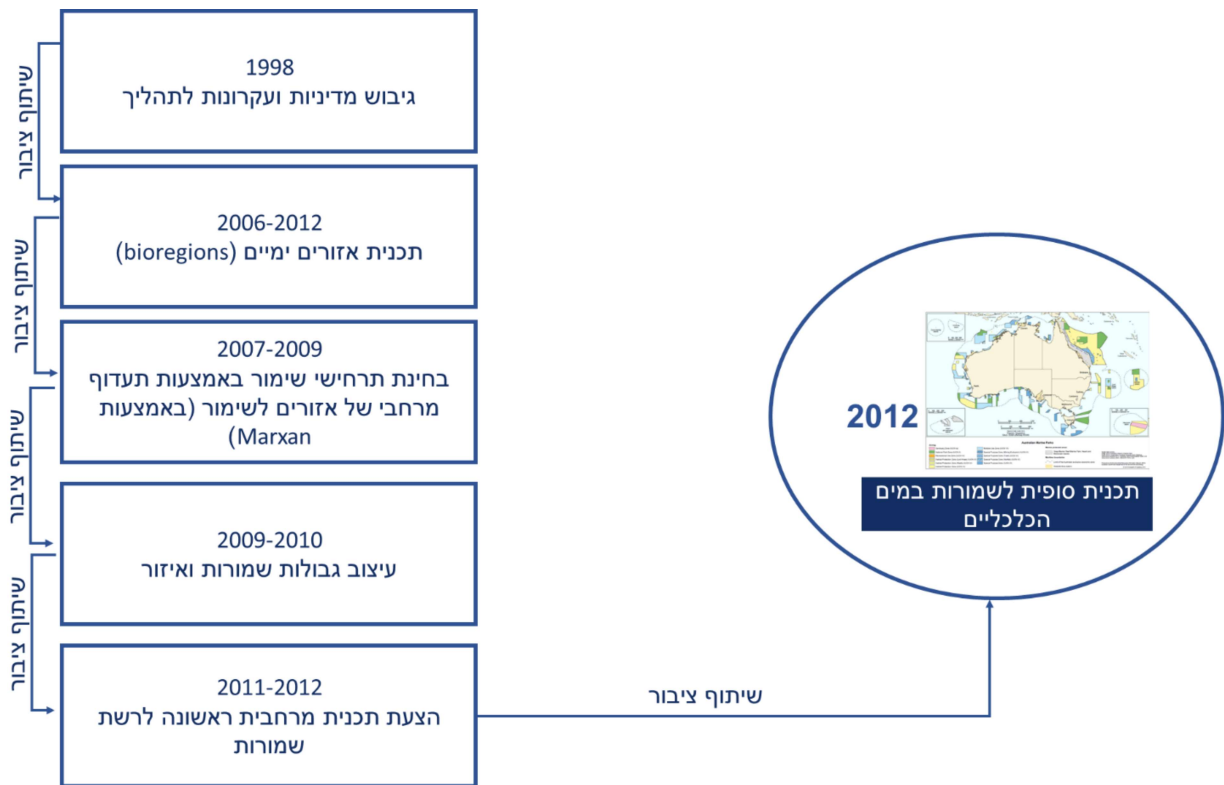 1998
גיבוש מדיניות ועקרונות לתהליך
שיתוף ציבור
2006-2012
תכנית אזורים ימיים (bioregions)
שיתוף ציבור
2007-2009
בחינת תרחישי שימור באמצעות תעדוף
מרחבי של אזורים לשימור (באמצעות
Marxan)
שיתוף ציבור
2009-2010
עיצוב גבולות שמורות ואיזור
שיתוף ציבור
2011-2012
הצעת תכנית מרחבית ראשונה לרשת
שמורות
שיתוף ציבור
2012
תכנית סופית לשמורות במים
הכלכליים